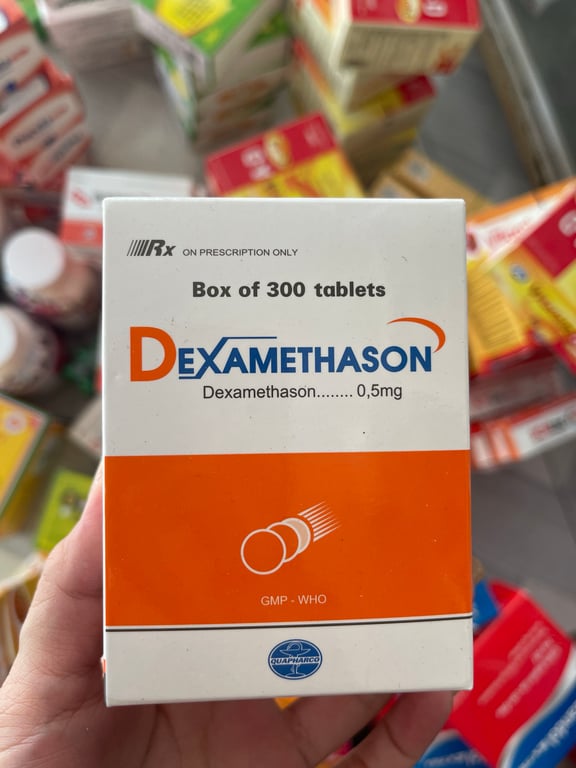 Rx ON PRESCRIPTION ONLY
Box of 300 tablets
DEXAMETHASON
Dexamethason........ 0,5mg
GMP - WHO
QUAPHARCO